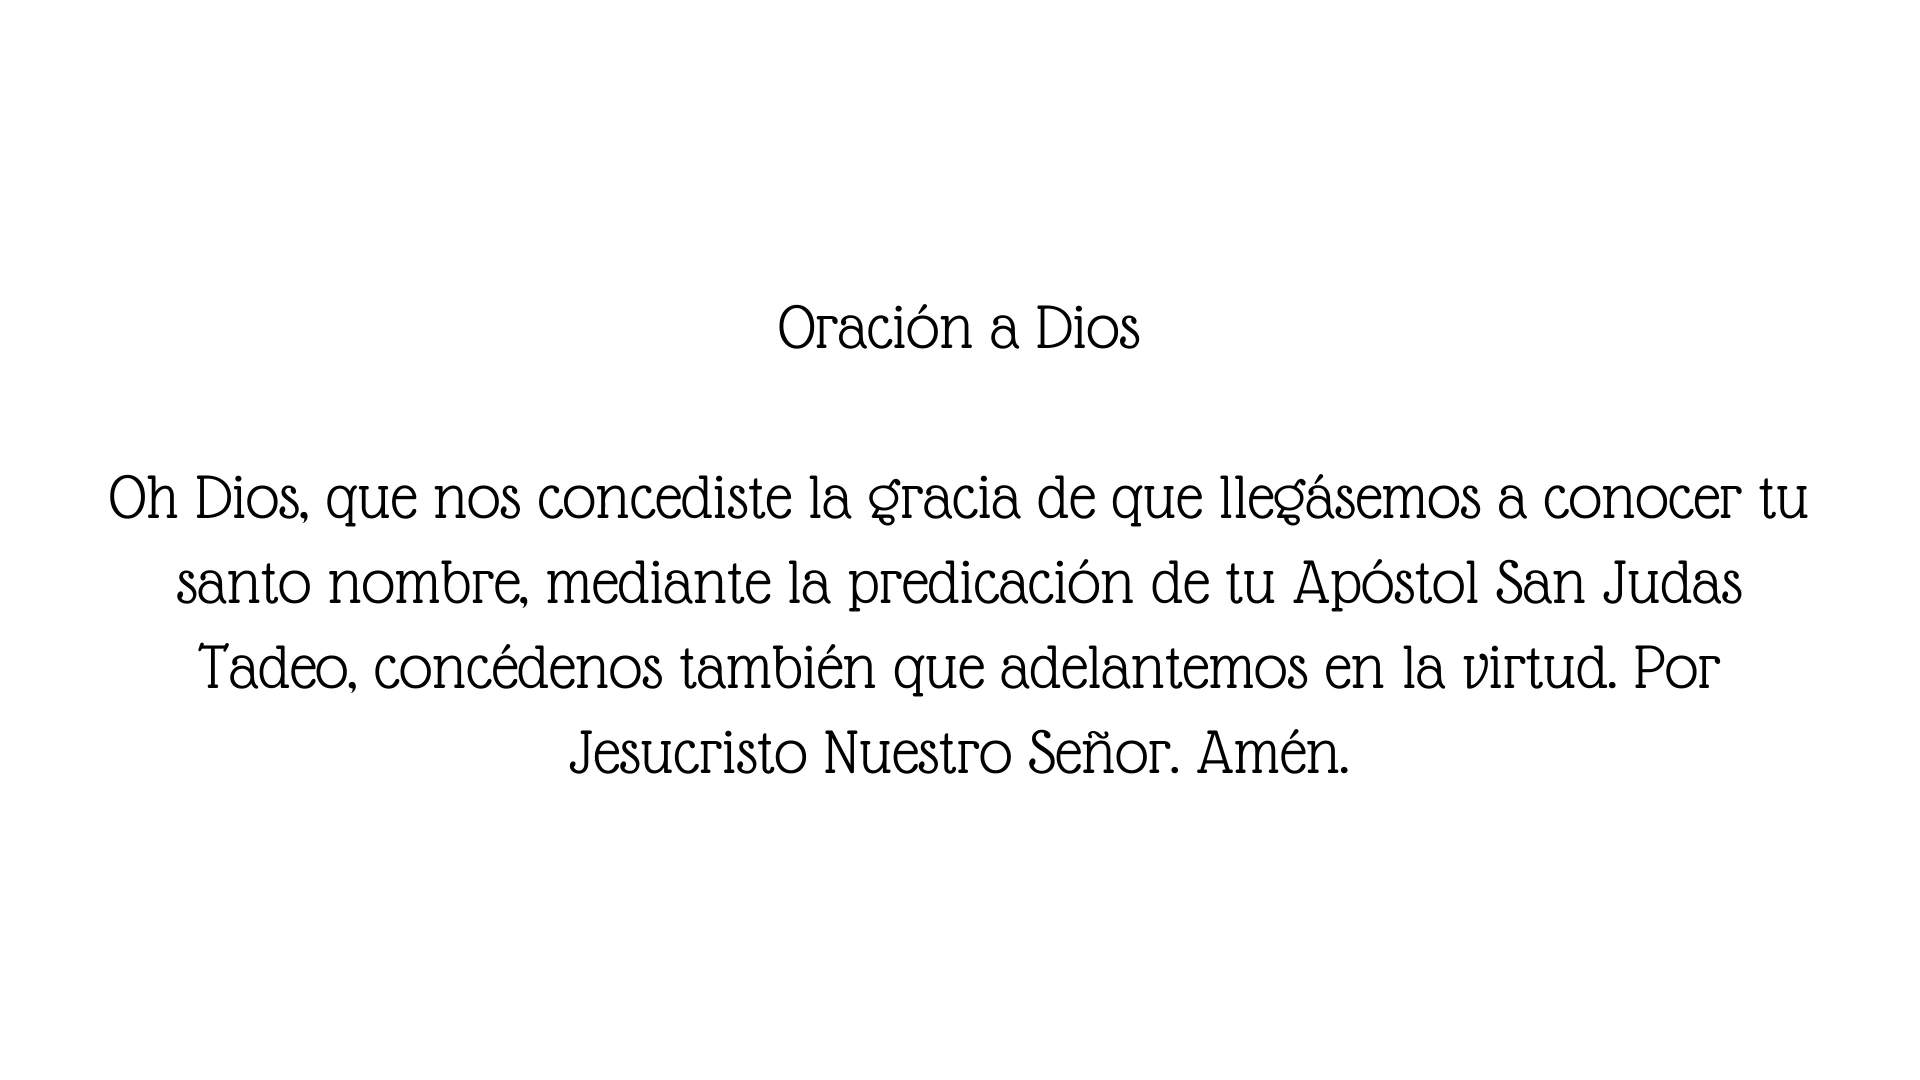 Oración a Dios
Oh Dios, que nos concediste la gracia de que llegásemos a conocer tu
santo nombre, mediante la predicación de tu Apóstol San Judas
Tadeo, concédenos también que adelantemos en la virtud. Por
Jesucristo Nuestro Señor. Amén.